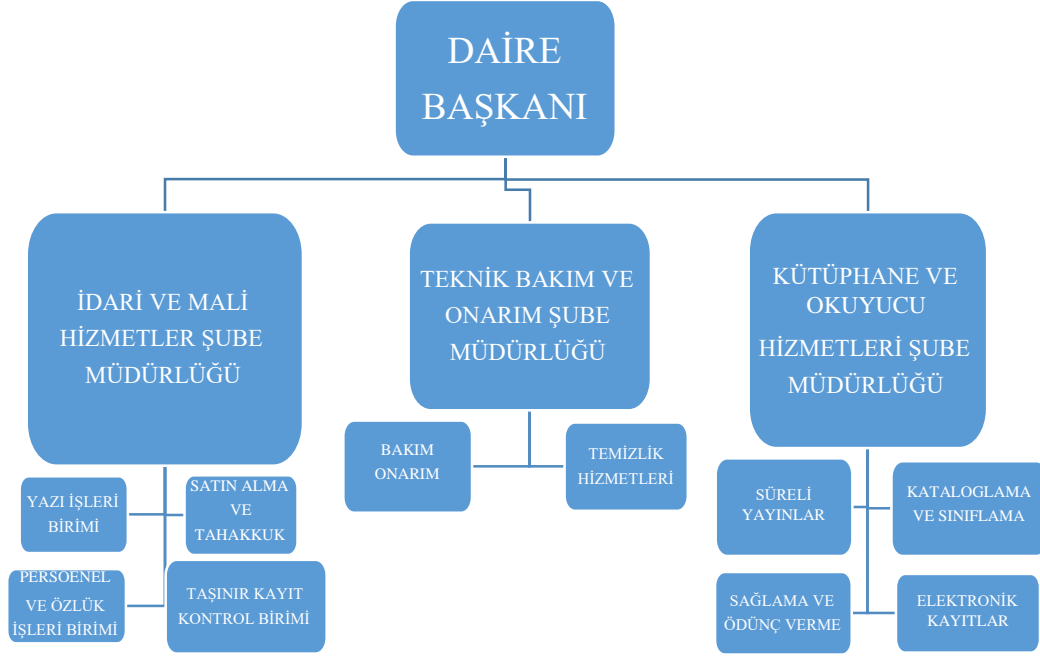 DAİRE
BAŞKANI
İDARİ VE MALİ
HİZMETLER ŞUBE
MÜDÜRLÜĞÜ
TEKNİK BAKIM VE
ONARIM ŞUBE
MÜDÜRLÜĞÜ
KÜTÜPHANE VE
OKUYUCU
HİZMETLERİ ŞUBE
MÜDÜRLÜĞÜ
YAZI İŞLERİ
BİRİMİ
SATIN ALMA
VE
TAHAKKUK
PERSOENEL
VE ÖZLÜK
İŞLERİ BİRİMİ
TAŞINIR KAYIT
KONTROL BİRİMİ
BAKIM
ONARIM
TEMİZLİK
HİZMETLERİ
SÜRELİ
YAYINLAR
KATALOGLAMA
VE SINIFLAMA
SAĞLAMA VE
ÖDÜNÇ VERME
ELEKTRONİK
KAYITLAR